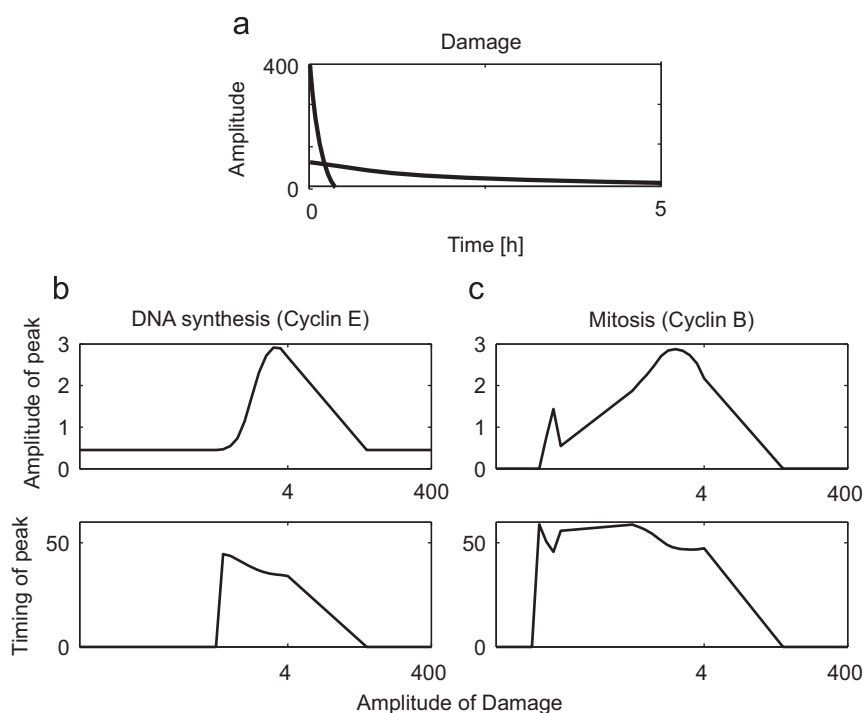 a
Damage
400
Amplitude
0
0
5
Time [h]
b
DNA synthesis (Cyclin E)
Amplitude of peak
3
2
1
0
4
400
Timing of peak
50
0
4
400
c
Mitosis (Cyclin B)
3
2
1
0
4
400
50
0
4
400
Amplitude of Damage